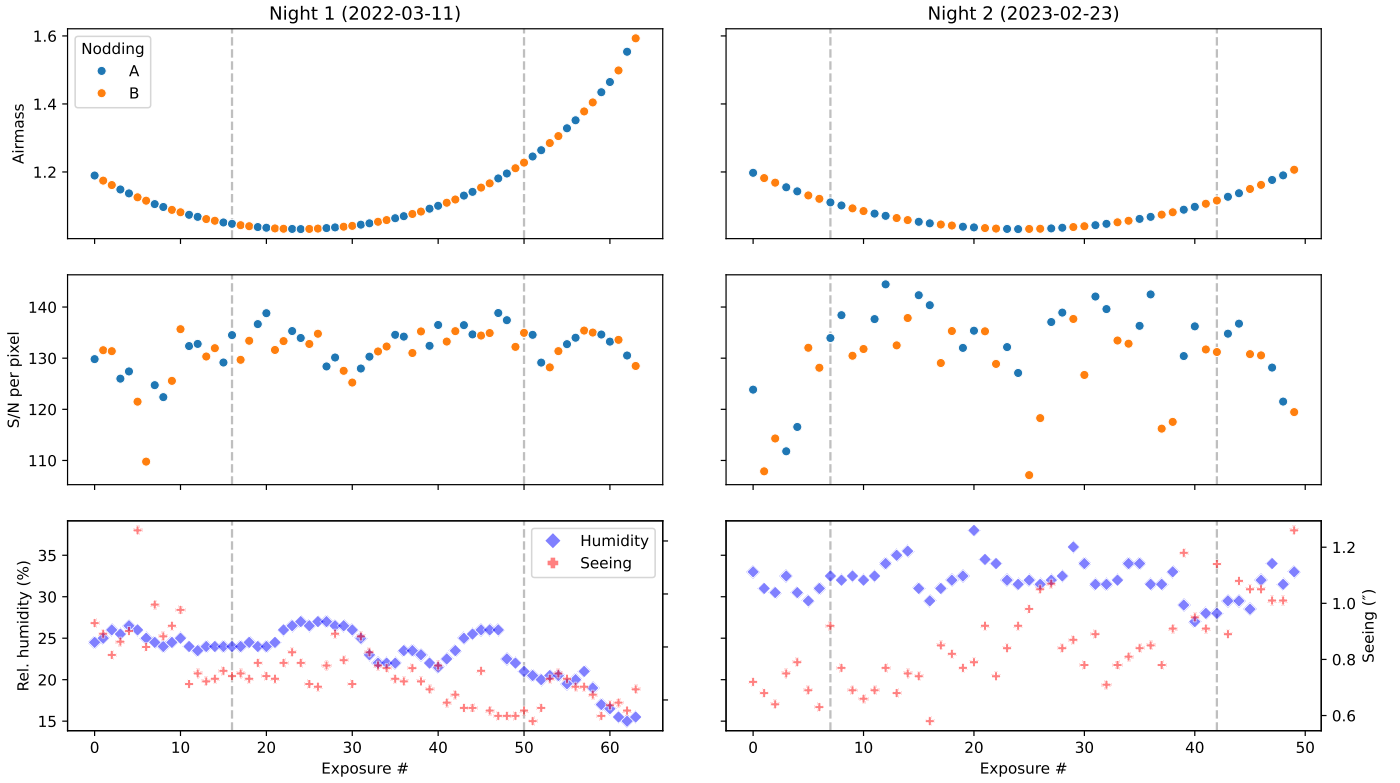 Night 1 (2022-03-11)
Night 2 (2023-02-23)
Airmass
1.6
1.4
1.2
Nodding
A
B
S/N per pixel
140
130
120
110
Rel. humidity (%)
35
30
25
20
15
Humidity
Seeing
1.2
1.0
0.8
0.6
Seeing (″)
0 10 20 30 40 50 60
0 10 20 30 40 50
Exposure #
Exposure #